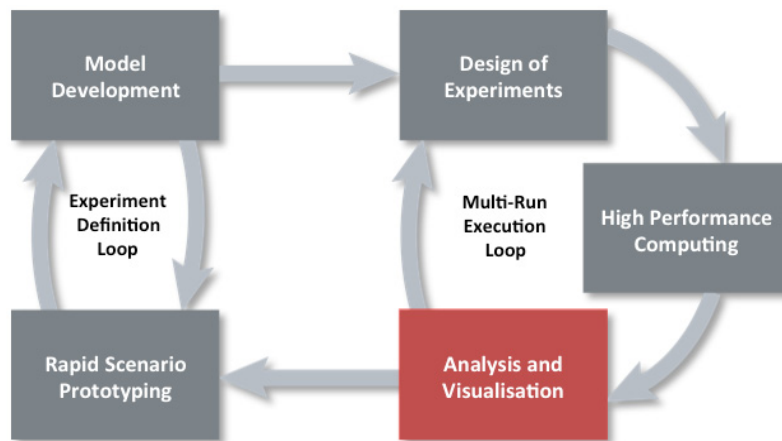 Model
Development
Design of
Experiments
Experiment
Definition
Loop
Multi-Run
Execution
Loop
High Performance
Computing
Rapid Scenario
Prototyping
Analysis and
Visualisation